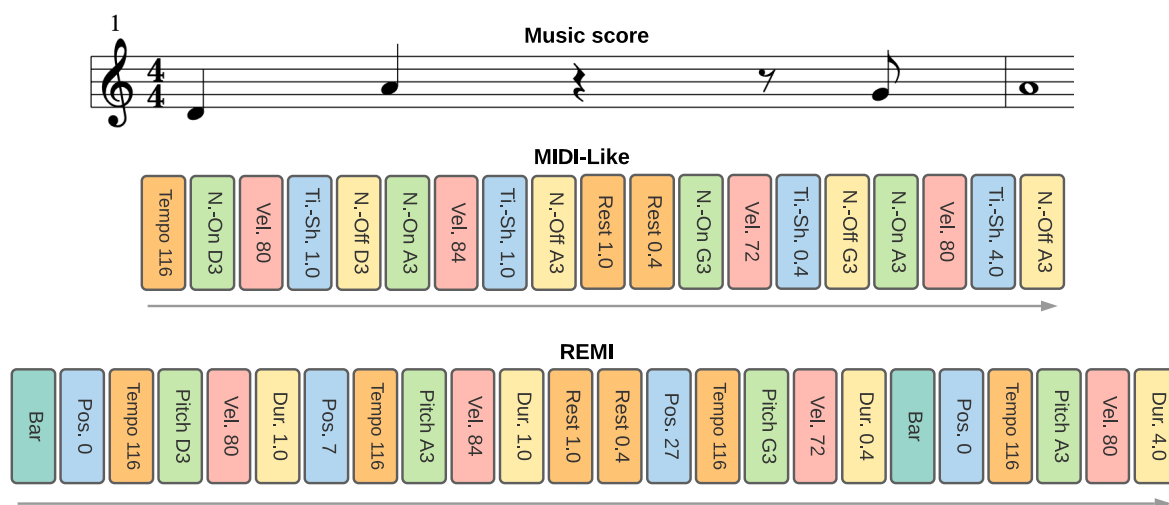 1
Music score
4
4
MIDI-Like
Tempo 116
N.-On D3
Vel. 80
Ti.-Sh. 1.0
N.-Off D3
N.-On A3
Vel. 84
Ti.-Sh. 1.0
N.-Off A3
Rest 1.0
Rest 0.4
N.-On G3
Vel. 72
Ti.-Sh. 0.4
N.-Off G3
N.-On A3
Vel. 80
Ti.-Sh. 4.0
N.-Off A3
REMI
Bar
Pos. 0
Tempo 116
Pitch D3
Vel. 80
Dur. 1.0
Pos. 7
Tempo 116
Pitch A3
Vel. 84
Dur. 1.0
Rest 1.0
Rest 0.4
Pos. 27
Tempo 116
Pitch G3
Vel. 72
Dur. 0.4
Bar
Pos. 0
Tempo 116
Pitch A3
Vel. 80
Dur. 4.0